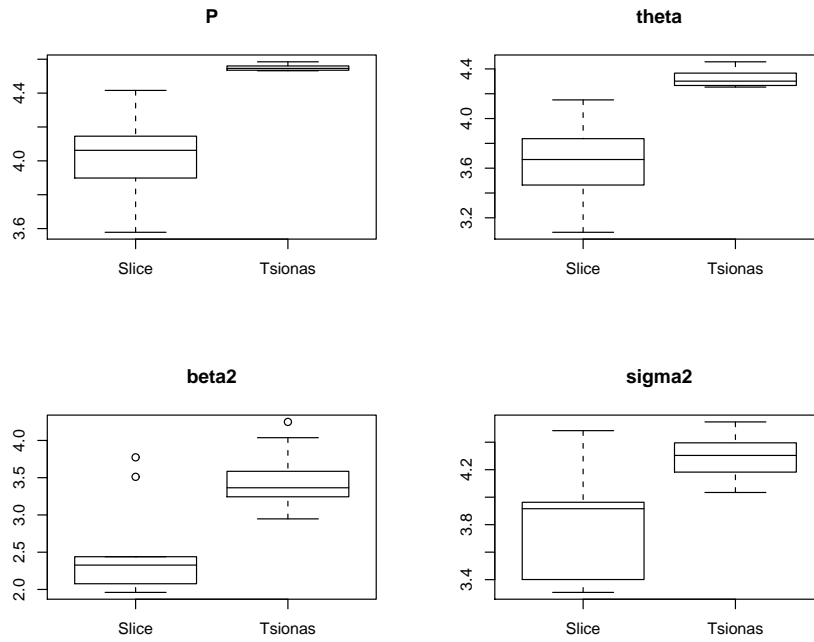 P
4.4
4.0
3.6
Slice
Tsionas
theta
4.4
4.0
3.6
3.2
Slice
Tsionas
beta2
4.0
3.5
3.0
2.5
2.0
Slice
Tsionas
sigma2
4.2
3.8
3.4
Slice
Tsionas